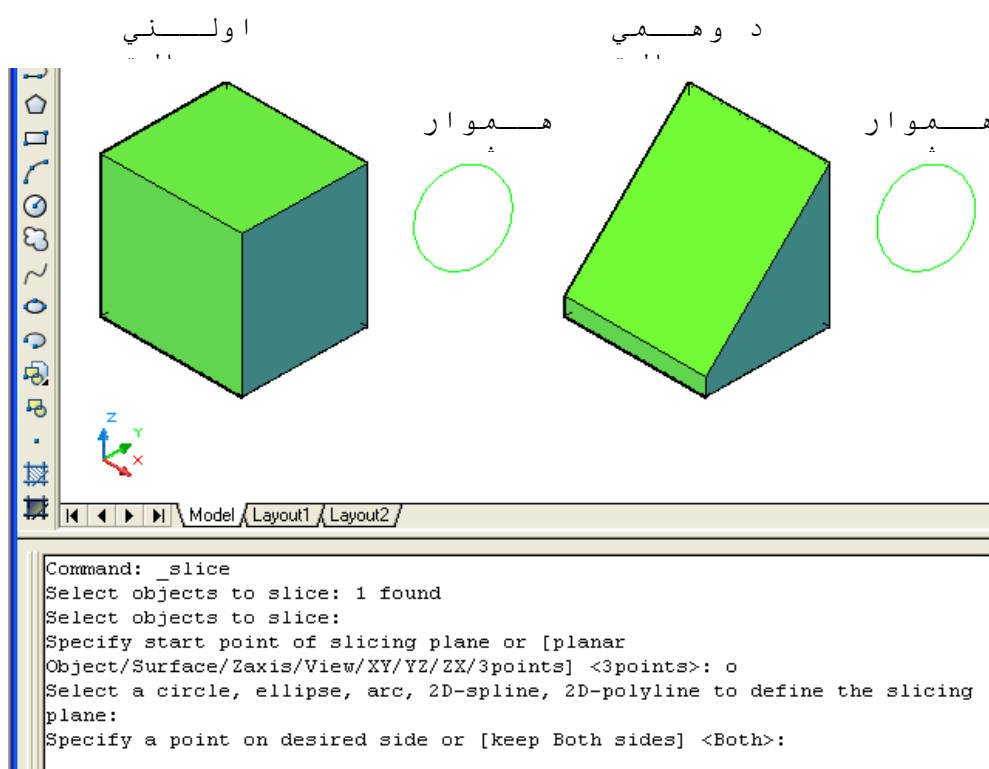 اولـــني
دوهـــمي
هـــموار
هـــموار
Z
Y
X
Model Layout1 Layout2
Command: _slice
Select objects to slice: 1 found
Select objects to slice:
Specify start point of slicing plane or [planar
Object/Surface/Zaxis/View/XY/YZ/ZX/3points] <3points>: o
Select a circle, ellipse, arc, 2D-spline, 2D-polyline to define the slicing
plane:
Specify a point on desired side or [keep Both sides] <Both>: